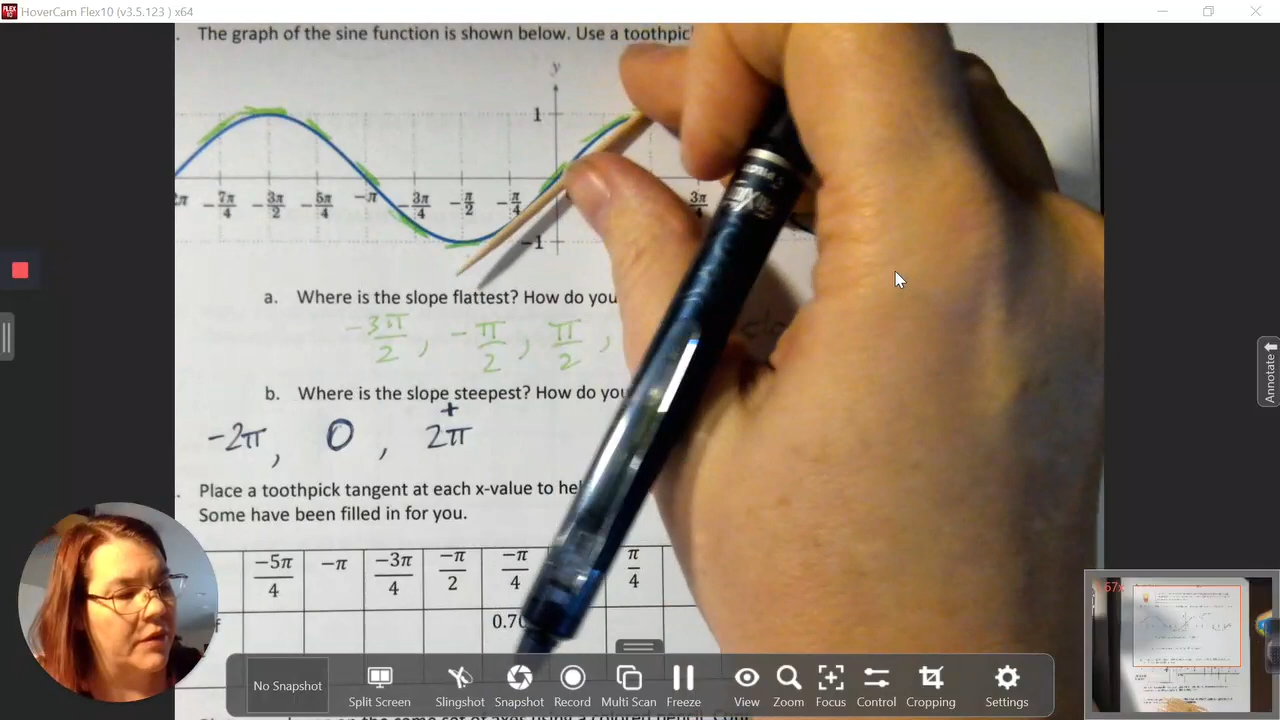 HoverCam Flex10 (v3.5.123 ) x64
The graph of the sine function is shown below. Use a toothpic
y
1
-7π/4 -3π/2 -5π/4 -π -3π/4 -π/2 -π/4 3π/4
-1
a. Where is the slope flattest? How do you
-3π/2, -π/2, π/2,
b. Where is the slope steepest? How do you
+
-2π, 0, 2π
Place a toothpick tangent at each x-value to
Some have been filled in for you.
-5π/4 -π -3π/4 -π/2 -π/4 π/4
0.7
No Snapshot
Split Screen
Slingshot
Snapshot
Record
Multi Scan
Freeze
View
Zoom
Focus
Control
Cropping
Settings
Annotate